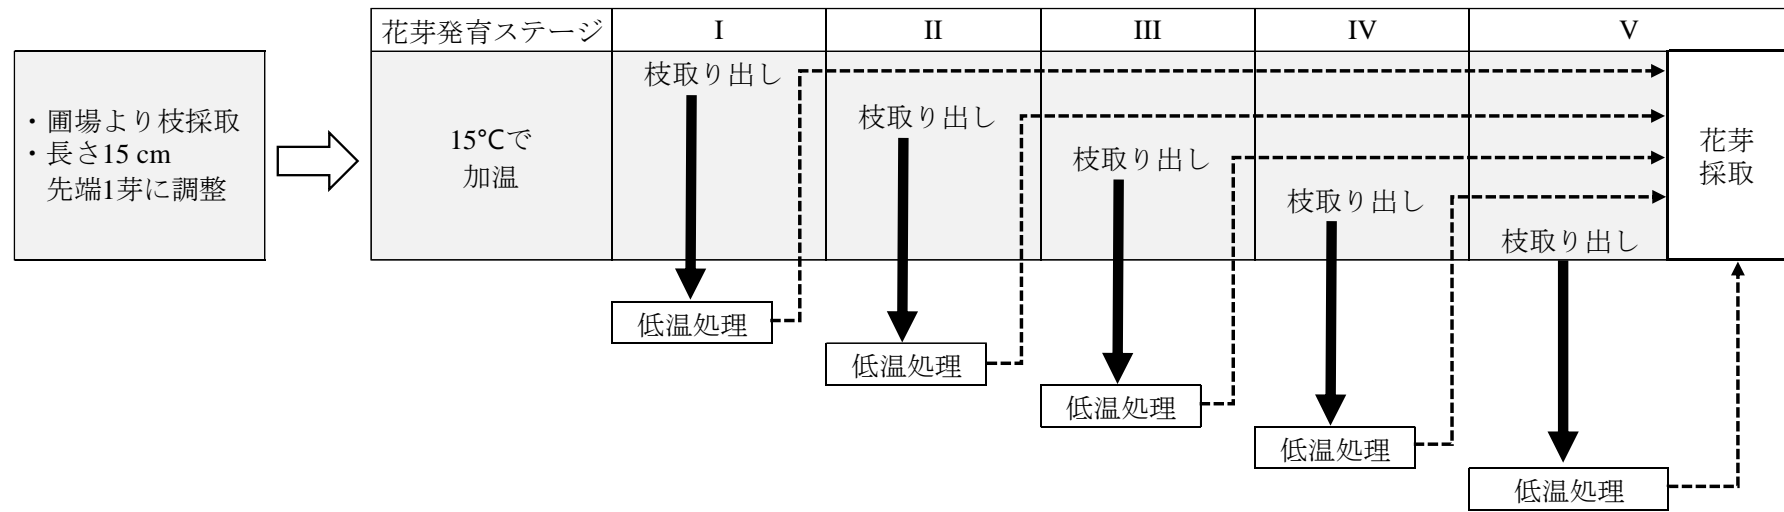 花芽発育ステージ
I
II
III
IV
V
・圃場より枝採取
・長さ15 cm
先端1芽に調整
15℃で
加温
枝取り出し
枝取り出し
枝取り出し
枝取り出し
枝取り出し
花芽
採取
低温処理
低温処理
低温処理
低温処理
低温処理